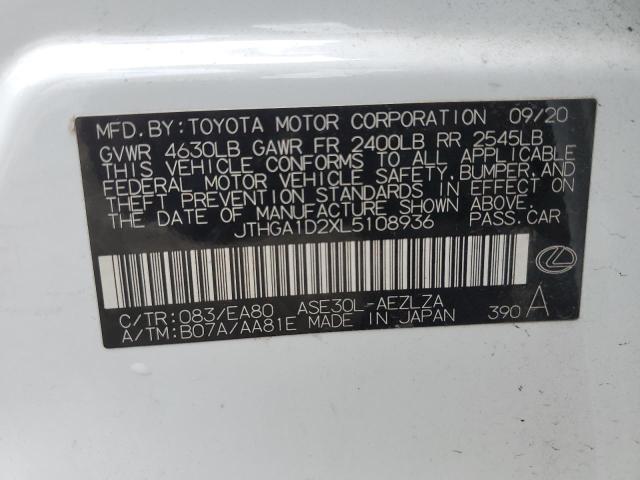 MFD.BY:TOYOTA MOTOR CORPORATION 09/20
GVWR 4630LB GAWR FR 2400LB RR 2545LB
THIS VEHICLE CONFORMS TO ALL APPLICABLE
FEDERAL MOTOR VEHICLE SAFETY,BUMPER,AND
THEFT PREVENTION STANDARDS IN EFFECT ON
THE DATE OF MANUFACTURE SHOWN ABOVE.
JTHGA1D2XL5108936 PASS.CAR
C/TR:083/EA80 ASE30L-AEZLZA
A/TM:B07A/AA81E MADE IN JAPAN 390 A